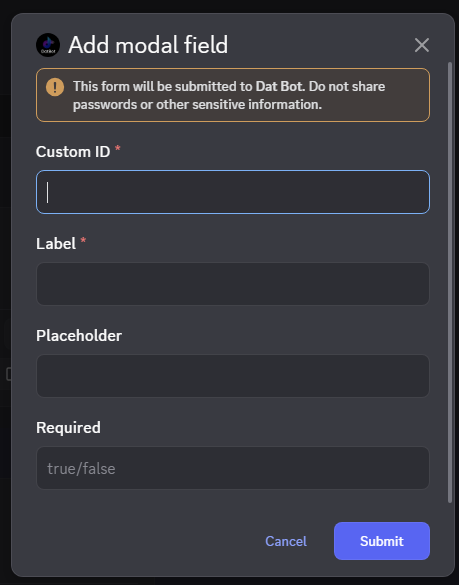 Add modal field
This form will be submitted to Dat Bot. Do not share
passwords or other sensitive information.
Custom ID *
Label *
Placeholder
Required
true/false
Cancel
Submit